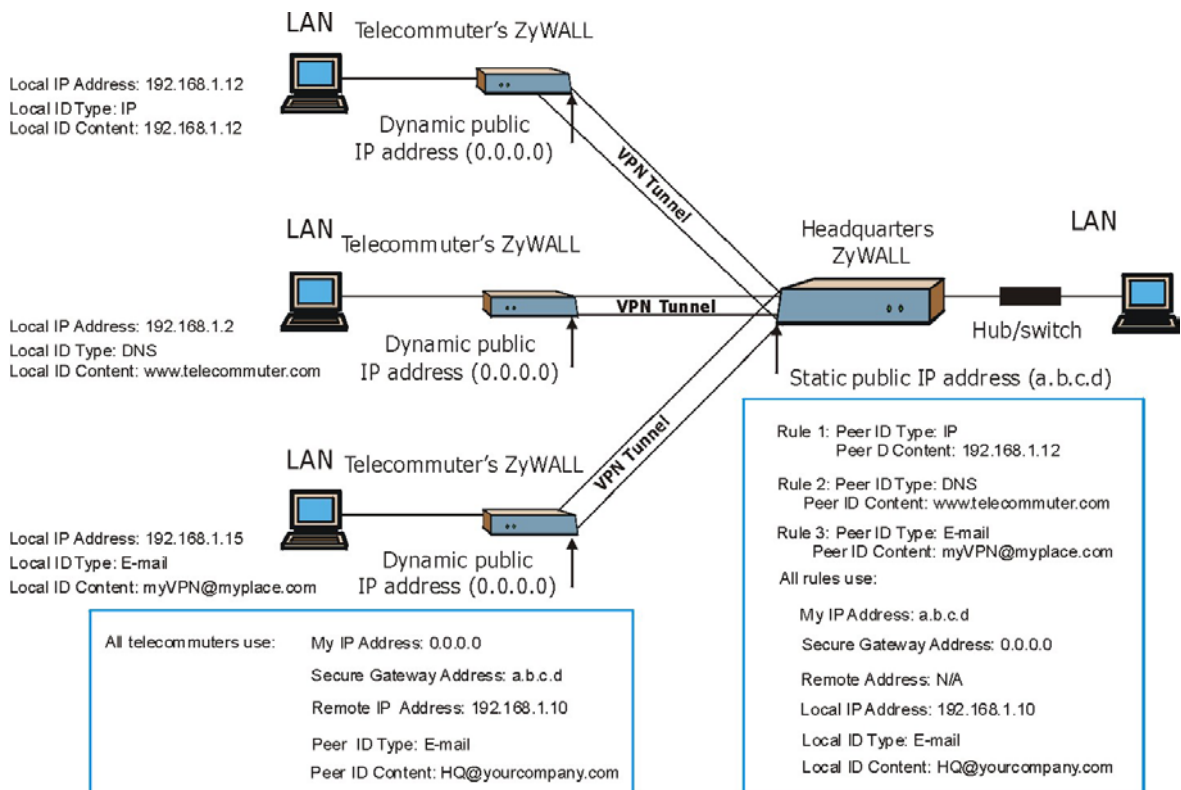 LAN
Telecommuter's ZyWALL
Local IP Address: 192.168.1.12
Local ID Type: IP
Local ID Content: 192.168.1.12
Dynamic public
IP address (0.0.0.0)
VPN Tunnel
LAN
Telecommuter's ZyWALL
Local IP Address: 192.168.1.2
Local ID Type: DNS
Local ID Content: www.telecommuter.com
Dynamic public
IP address (0.0.0.0)
VPN Tunnel
Headquarters
ZyWALL
LAN
Hub/switch
Static public IP address (a.b.c.d)
LAN
Telecommuter's ZyWALL
Local IP Address: 192.168.1.15
Local ID Type: E-mail
Local ID Content: myVPN@myplace.com
Dynamic public
IP address (0.0.0.0)
VPN Tunnel
All telecommuters use:
My IP Address: 0.0.0.0
Secure Gateway Address: a.b.c.d
Remote IP Address: 192.168.1.10
Peer ID Type: E-mail
Peer ID Content: HQ@yourcompany.com
Rule 1: Peer ID Type: IP
Peer D Content: 192.168.1.12
Rule 2: Peer ID Type: DNS
Peer ID Content: www.telecommuter.com
Rule 3: Peer ID Type: E-mail
Peer ID Content: myVPN@myplace.com
All rules use:
My IP Address: a.b.c.d
Secure Gateway Address: 0.0.0.0
Remote Address: N/A
Local IP Address: 192.168.1.10
Local ID Type: E-mail
Local ID Content: HQ@yourcompany.com